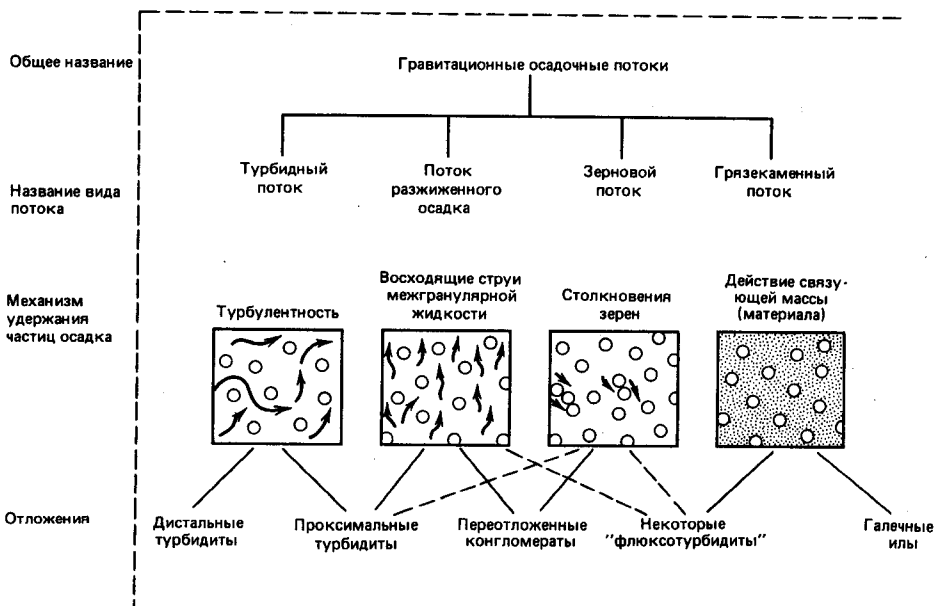 Общее название
Гравитационные осадочные потоки
Название вида
потока
Турбидный
поток
Поток
разжиженного
осадка
Зерновой
поток
Грязекаменный
поток
Механизм
удержания
частиц осадка
Турбулентность
Восходящие струи
межгранулярной
жидкости
Столкновения
зерен
Действие связу-
ющей массы
(материала)
Отложения
Дистальные
турбидиты
Проксимальные
турбидиты
Переотложенные
конгломераты
Некоторые
"флюксотурбидиты"
Галечные
илы